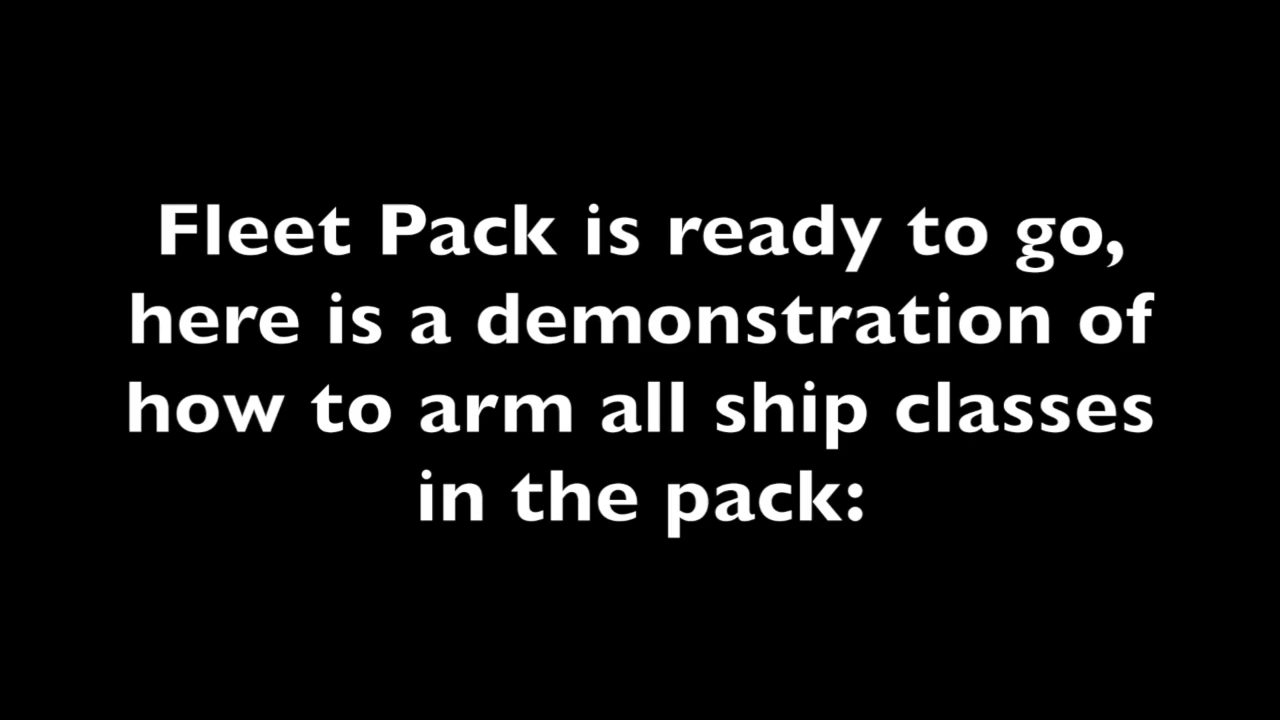 Fleet Pack is ready to go,
here is a demonstration of
how to arm all ship classes
in the pack: